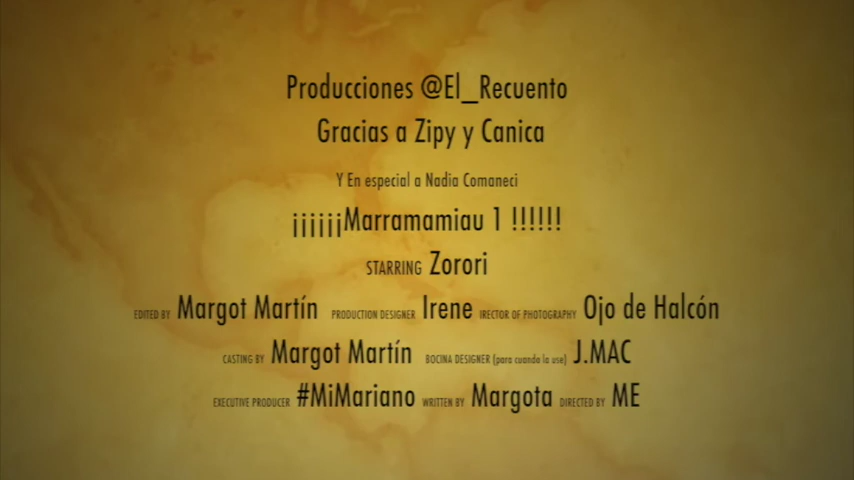 Producciones @El_Recuento
Gracias a Zipy y Canica
Y En especial a Nadia Comaneci
¡¡¡¡¡¡Marramamiau 1 !!!!!!
STARRING Zorori
EDITED BY Margot Martín PRODUCTION DESIGNER Irene IRECTOR OF PHOTOGRAPHY Ojo de Halcón
CASTING BY Margot Martín BOCINA DESIGNER (para cuando la use) J.MAC
EXECUTIVE PRODUCER #MiMariano WRITTEN BY Margota DIRECTED BY ME